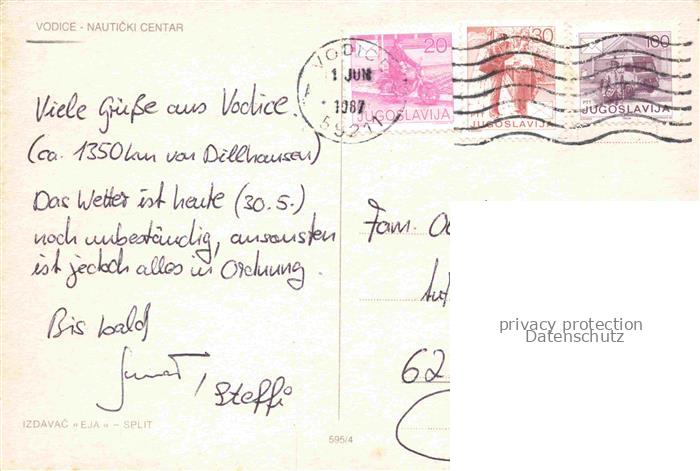 VODICE - NAUTIČKI CENTAR
20
JUGOSLAVIJA
30
JUGOSLAVIJA
100
JUGOSLAVIJA
VODICE
1 JUN
1987
59211
Viele Grüße aus Vodice.
(ca. 1350 km von Dillhausen)
Das Wetter ist heute (30.5.)
noch unbeständig, ansonsten
ist jedoch alles in Ordnung.
Bis bald
/ Steffi
Fam.
62
privacy protection
Datenschutz
IZDAVAČ »EJA« - SPLIT
595/4